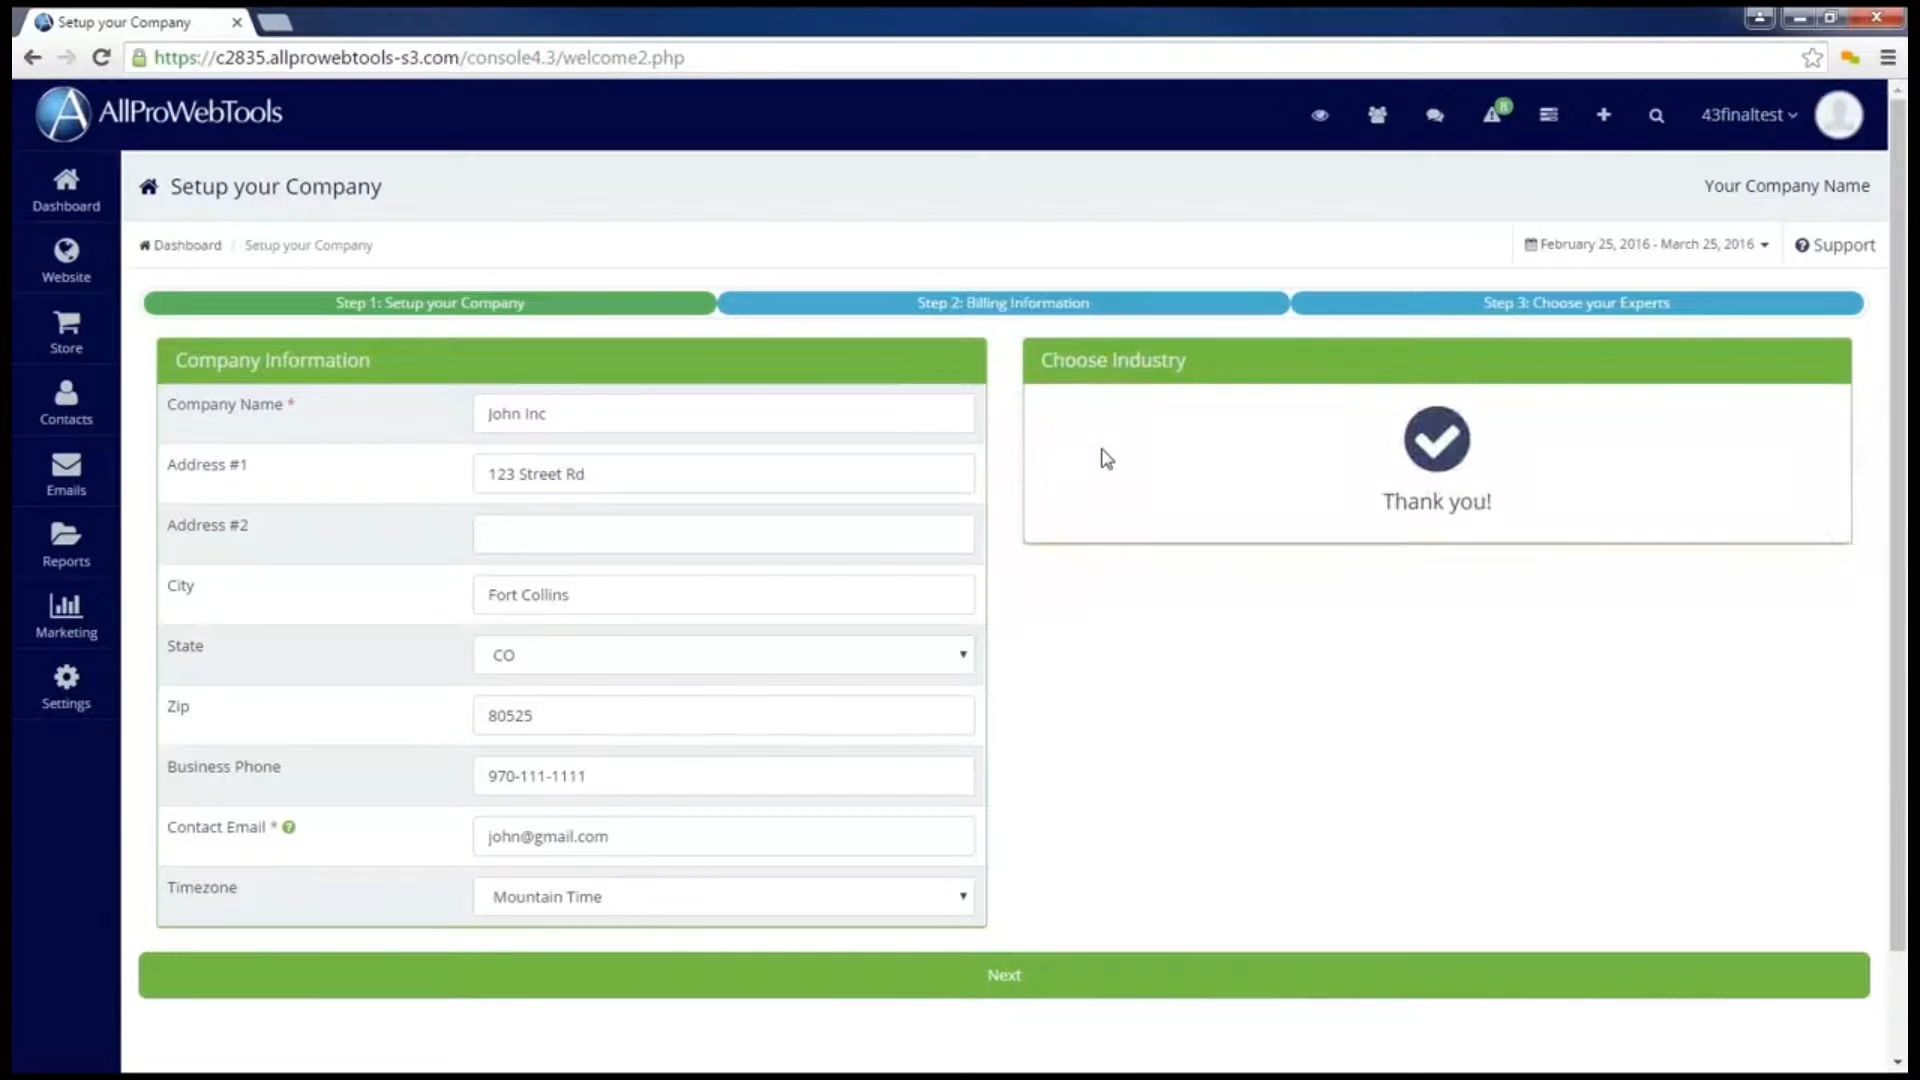 Setup your Company
https://c2835.allprowebtools-s3.com/console4.3/welcome2.php
AllProWebTools
8
43finaltest
Dashboard
Website
Store
Contacts
Emails
Reports
Marketing
Settings
Setup your Company
Your Company Name
Dashboard / Setup your Company
February 25, 2016 - March 25, 2016
Support
Step 1: Setup your Company
Step 2: Billing Information
Step 3: Choose your Experts
Company Information
Company Name * John Inc
Address #1 123 Street Rd
Address #2
City Fort Collins
State CO
Zip 80525
Business Phone 970-111-1111
Contact Email * john@gmail.com
Timezone Mountain Time
Choose Industry
Thank you!
Next